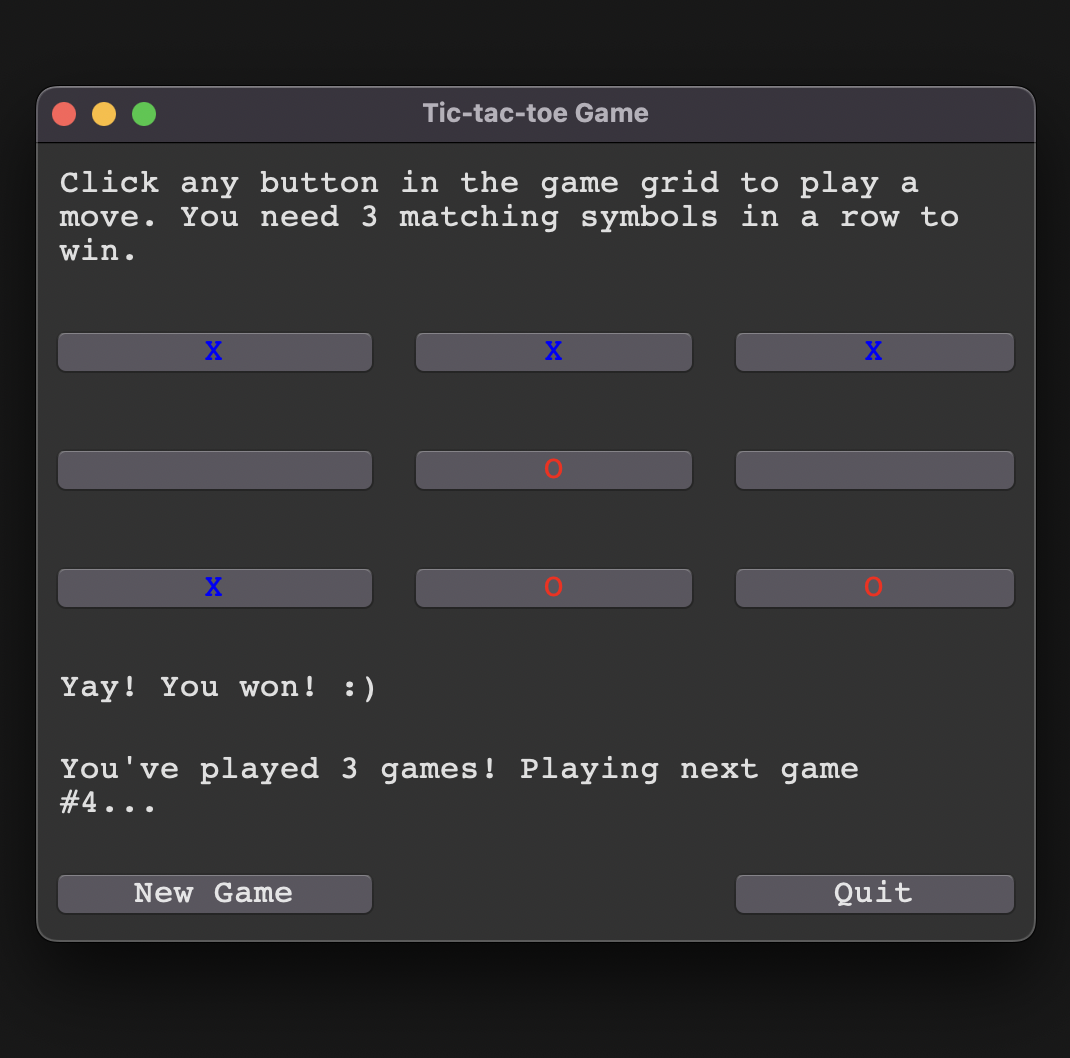 Tic-tac-toe Game
Click any button in the game grid to play a
move. You need 3 matching symbols in a row to
win.
X X X
O
X O O
Yay! You won! :)
You've played 3 games! Playing next game
#4...
New Game Quit